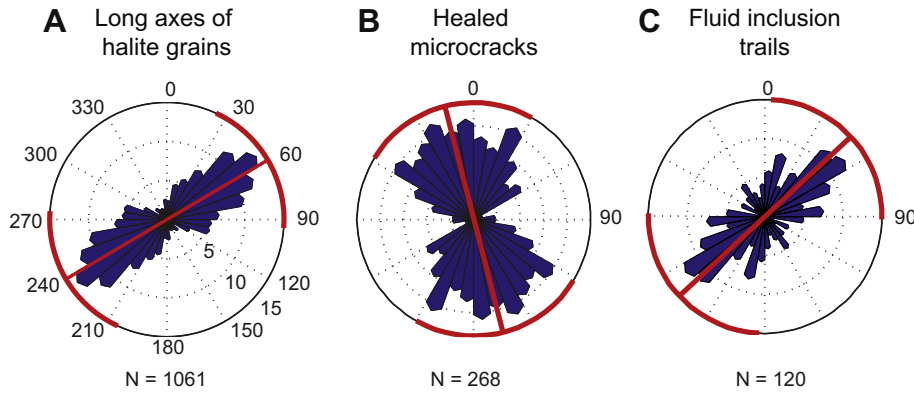 A Long axes of
halite grains
0
330
30
300
60
270
90
5
240
10
120
15
210
150
180
N = 1061
B Healed
microcracks
0
90
N = 268
C Fluid inclusion
trails
0
90
N = 120